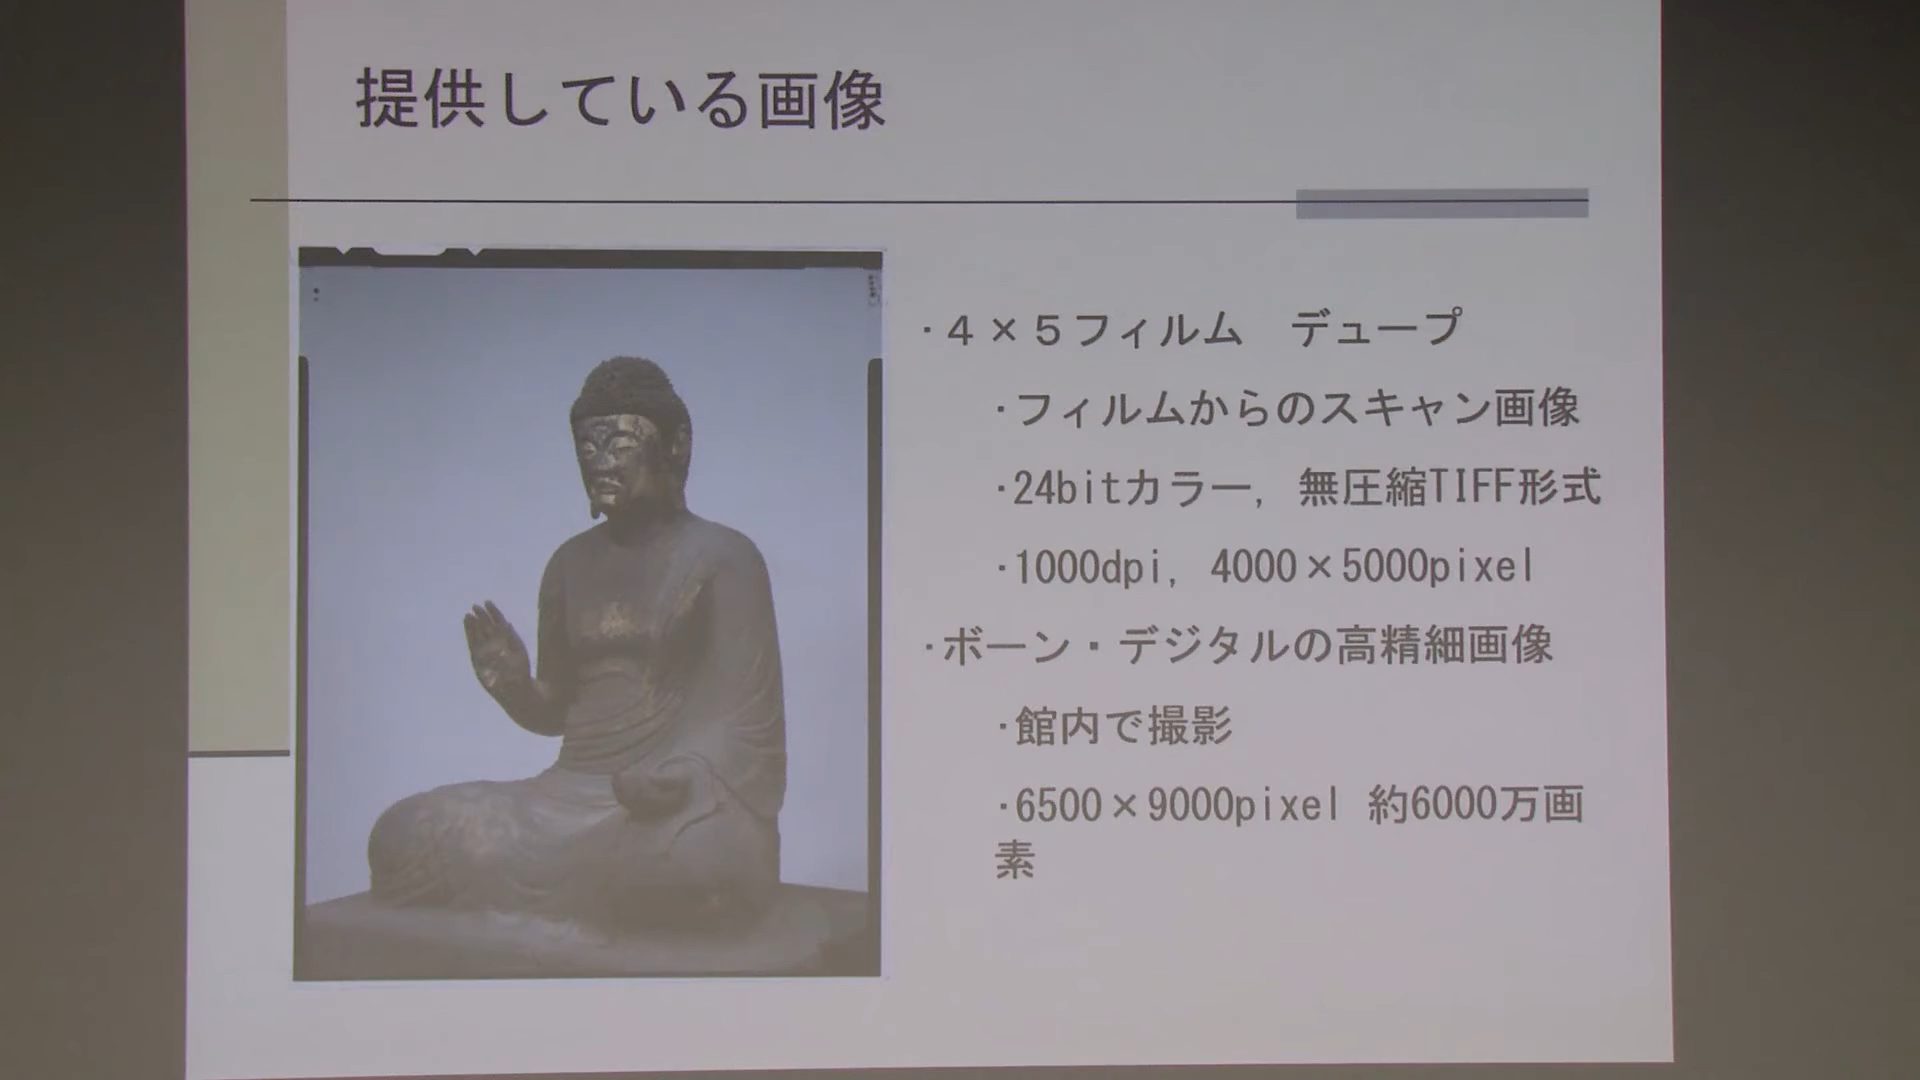 提供している画像
・４×５フィルム　デュープ
・フィルムからのスキャン画像
・24bitカラー，無圧縮TIFF形式
・1000dpi，4000×5000pixel
・ボーン・デジタルの高精細画像
・館内で撮影
・6500×9000pixel 約6000万画
素